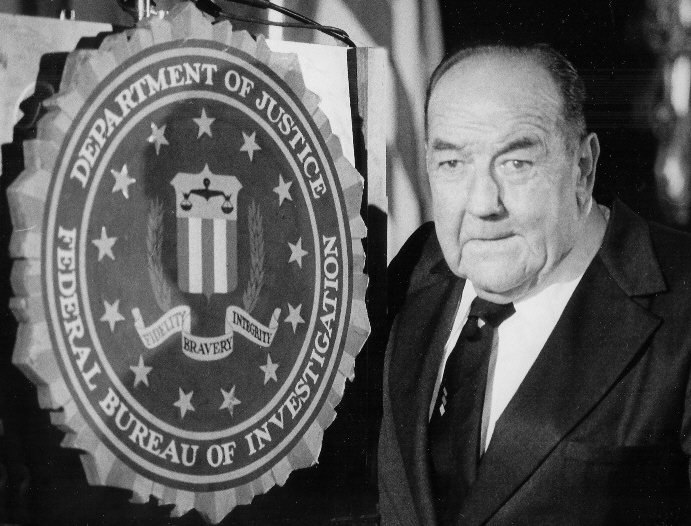 DEPARTMENT OF JUSTICE
FIDELITY
BRAVERY
INTEGRITY
FEDERAL BUREAU OF INVESTIGATION